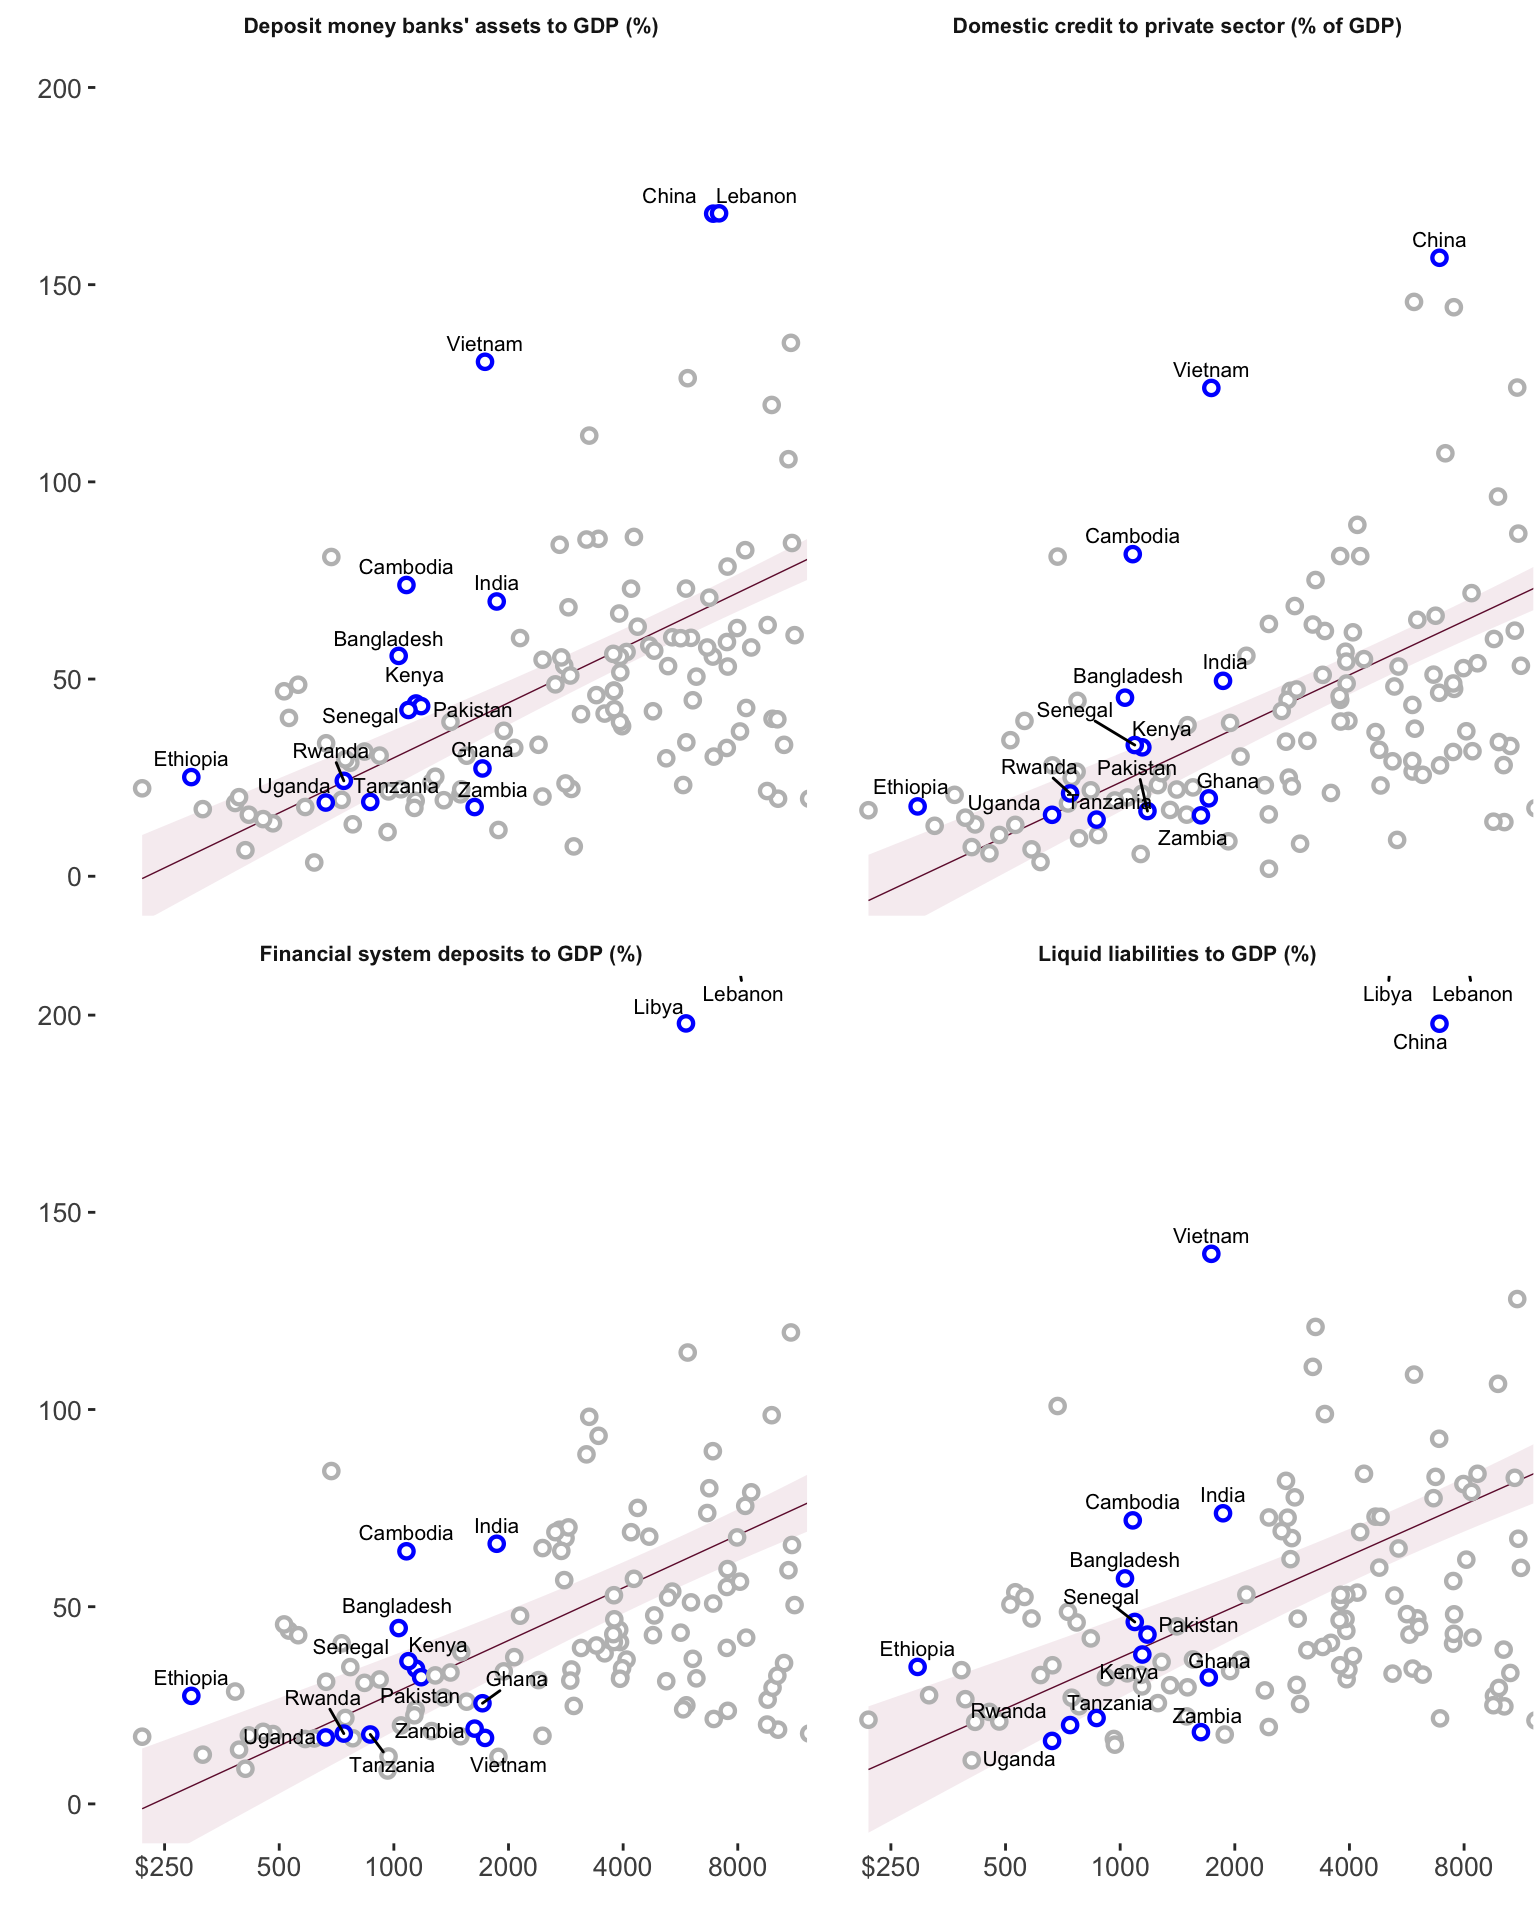 Deposit money banks' assets to GDP (%)
Domestic credit to private sector (% of GDP)
200
150
100
50
0
China
Lebanon
Vietnam
Cambodia
India
Bangladesh
Kenya
Senegal
Pakistan
Ethiopia
Rwanda
Ghana
Uganda
Tanzania
Zambia
China
Vietnam
Cambodia
India
Bangladesh
Senegal
Kenya
Rwanda
Pakistan
Ethiopia
Ghana
Uganda
Tanzania
Zambia
Financial system deposits to GDP (%)
Liquid liabilities to GDP (%)
200
150
100
50
0
Lebanon
Libya
Cambodia
India
Bangladesh
Senegal
Kenya
Ethiopia
Ghana
Rwanda
Pakistan
Uganda
Zambia
Tanzania
Vietnam
Libya
Lebanon
China
Vietnam
Cambodia
India
Bangladesh
Senegal
Pakistan
Ethiopia
Kenya
Ghana
Rwanda
Tanzania
Zambia
Uganda
$250
500
1000
2000
4000
8000
$250
500
1000
2000
4000
8000